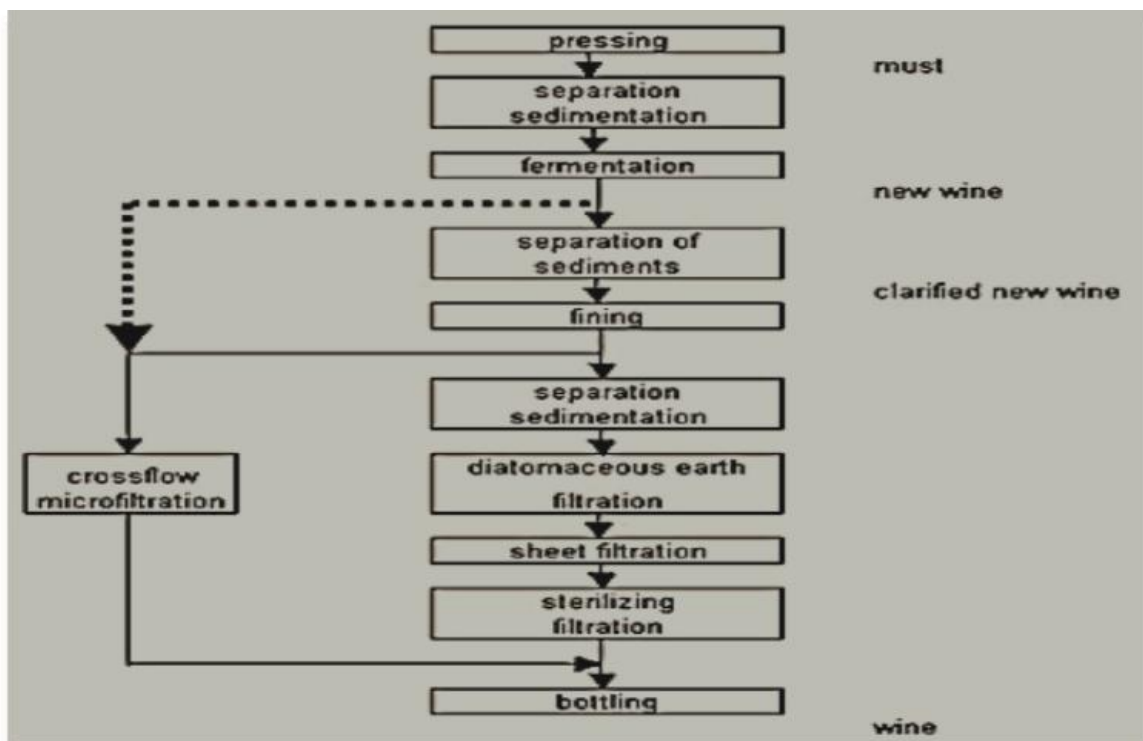 pressing
must
separation
sedimentation
fermentation
new wine
separation of
sediments
clarified new wine
fining
separation
sedimentation
crossflow
microfiltration
diatomaceous earth
filtration
sheet filtration
sterilizing
filtration
bottling
wine